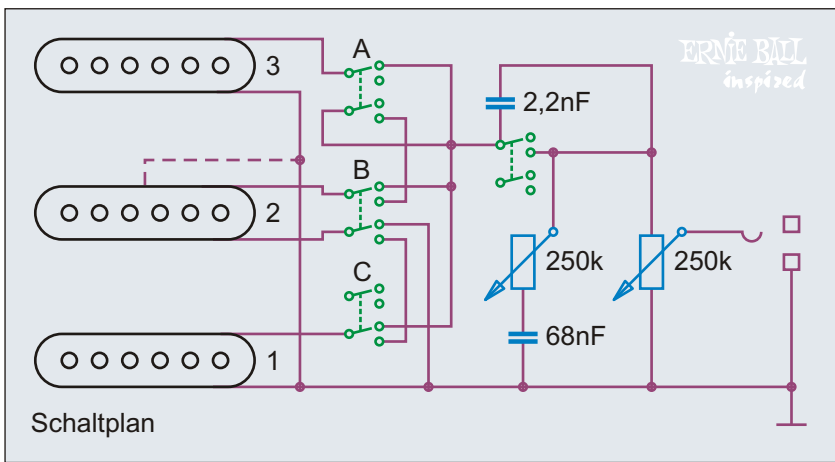 ERNIE BALL
inspired
3
A
2,2nF
2
B
250k
250k
C
68nF
1
Schaltplan